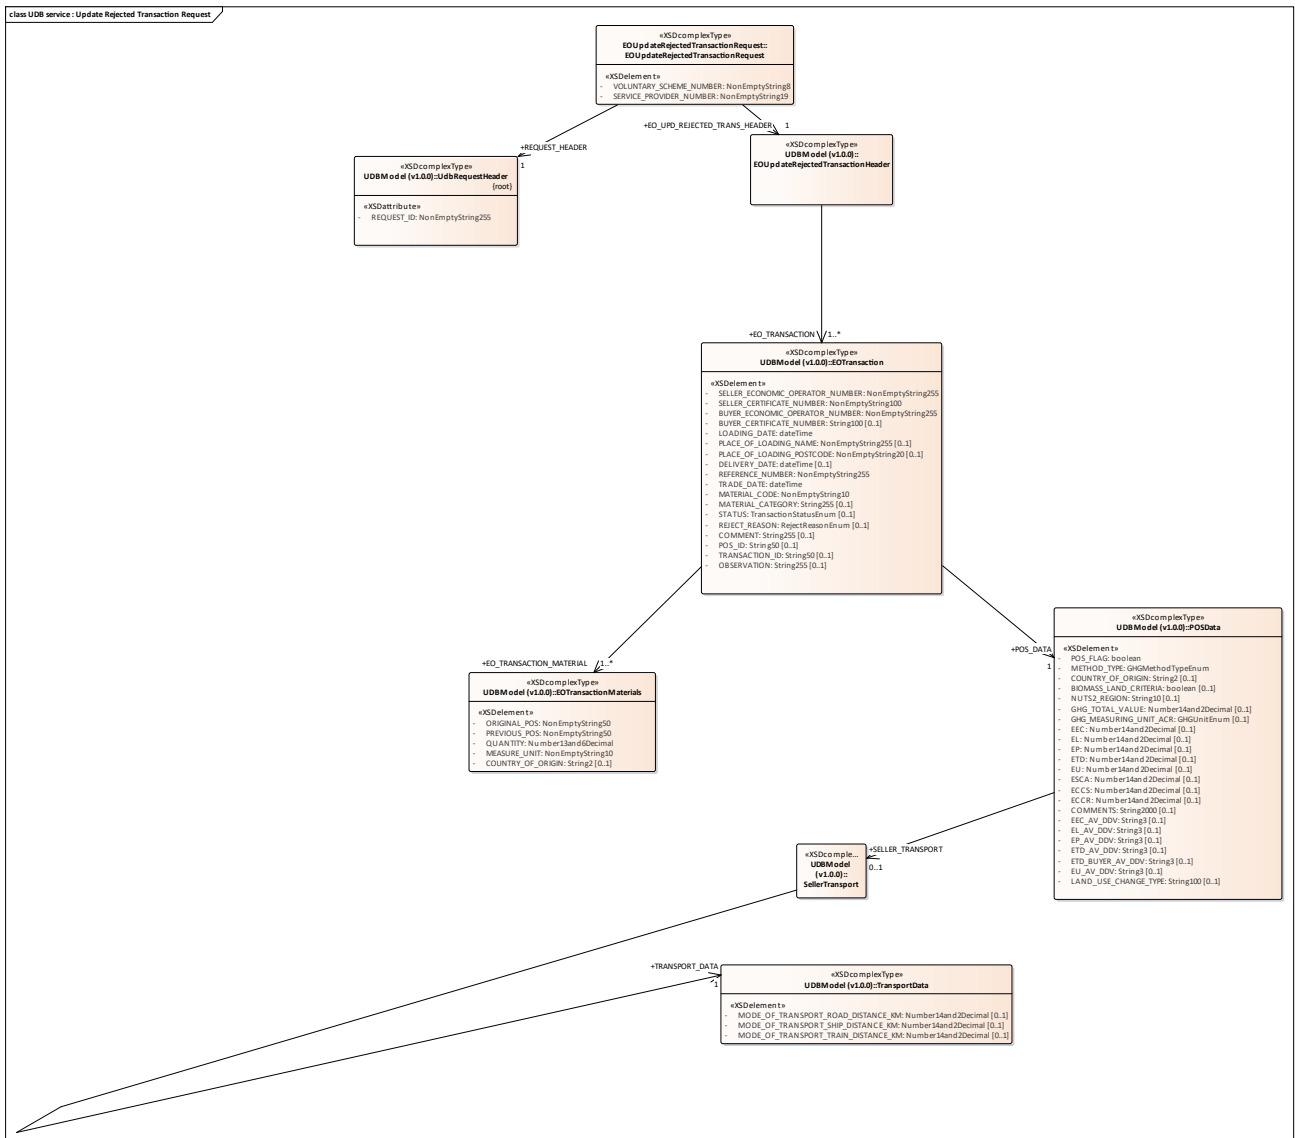 class UDB service : Update Rejected Transaction Request
«XSDcomplexType»
EOUpdateRejectedTransactionRequest::
EOUpdateRejectedTransactionRequest
«XSDelement»
- VOLUNTARY_SCHEME_NUMBER: NonEmptyString8
- SERVICE_PROVIDER_NUMBER: NonEmptyString19
+EO_UPD_REJECTED_TRANS_HEADER
1
+REQUEST_HEADER
1
«XSDcomplexType»
UDBModel (v1.0.0)::
EOUpdateRejectedTransactionHeader
«XSDcomplexType»
UDBModel (v1.0.0)::UdbRequestHeader
{root}
«XSDattribute»
- REQUEST_ID: NonEmptyString255
+EO_TRANSACTION
1..*
«XSDcomplexType»
UDBModel (v1.0.0)::EOTransaction
«XSDelement»
- SELLER_ECONOMIC_OPERATOR_NUMBER: NonEmptyString255
- SELLER_CERTIFICATE_NUMBER: NonEmptyString100
- BUYER_ECONOMIC_OPERATOR_NUMBER: NonEmptyString255
- BUYER_CERTIFICATE_NUMBER: String100 [0..1]
- LOADING_DATE: dateTime
- PLACE_OF_LOADING_NAME: NonEmptyString255 [0..1]
- PLACE_OF_LOADING_POSTCODE: NonEmptyString20 [0..1]
- DELIVERY_DATE: dateTime [0..1]
- REFERENCE_NUMBER: NonEmptyString255
- TRADE_DATE: dateTime
- MATERIAL_CODE: NonEmptyString10
- MATERIAL_CATEGORY: String255 [0..1]
- STATUS: TransactionStatusEnum [0..1]
- REJECT_REASON: RejectReasonEnum [0..1]
- COMMENT: String255 [0..1]
- POS_ID: String50 [0..1]
- TRANSACTION_ID: String50 [0..1]
- OBSERVATION: String255 [0..1]
+EO_TRANSACTION_MATERIAL
1..*
«XSDcomplexType»
UDBModel (v1.0.0)::EOTransactionMaterials
«XSDelement»
- ORIGINAL_POS: NonEmptyString50
- PREVIOUS_POS: NonEmptyString50
- QUANTITY: Number13and6Decimal
- MEASURE_UNIT: NonEmptyString10
- COUNTRY_OF_ORIGIN: String2 [0..1]
+POS_DATA
1
«XSDcomplexType»
UDBModel (v1.0.0)::POSData
«XSDelement»
- POS_FLAG: boolean
- METHOD_TYPE: GHGMethodTypeEnum
- COUNTRY_OF_ORIGIN: String2 [0..1]
- BIOMASS_LAND_CRITERIA: boolean [0..1]
- NUTS2_REGION: String10 [0..1]
- GHG_TOTAL_VALUE: Number14and2Decimal [0..1]
- GHG_MEASURING_UNIT_ACR: GHGUnitEnum [0..1]
- EEC: Number14and2Decimal [0..1]
- EL: Number14and2Decimal [0..1]
- EP: Number14and2Decimal [0..1]
- ETD: Number14and2Decimal [0..1]
- EU: Number14and2Decimal [0..1]
- ESCA: Number14and2Decimal [0..1]
- ECCS: Number14and2Decimal [0..1]
- ECCR: Number14and2Decimal [0..1]
- COMMENTS: String2000 [0..1]
- EEC_AV_DDV: String3 [0..1]
- EL_AV_DDV: String3 [0..1]
- EP_AV_DDV: String3 [0..1]
- ETD_AV_DDV: String3 [0..1]
- ETD_BUYER_AV_DDV: String3 [0..1]
- EU_AV_DDV: String3 [0..1]
- LAND_USE_CHANGE_TYPE: String100 [0..1]
+SELLER_TRANSPORT
0..1
«XSDcomple...
UDBModel
(v1.0.0)::
SellerTransport
+TRANSPORT_DATA
1
«XSDcomplexType»
UDBModel (v1.0.0)::TransportData
«XSDelement»
- MODE_OF_TRANSPORT_ROAD_DISTANCE_KM: Number14and2Decimal [0..1]
- MODE_OF_TRANSPORT_SHIP_DISTANCE_KM: Number14and2Decimal [0..1]
- MODE_OF_TRANSPORT_TRAIN_DISTANCE_KM: Number14and2Decimal [0..1]